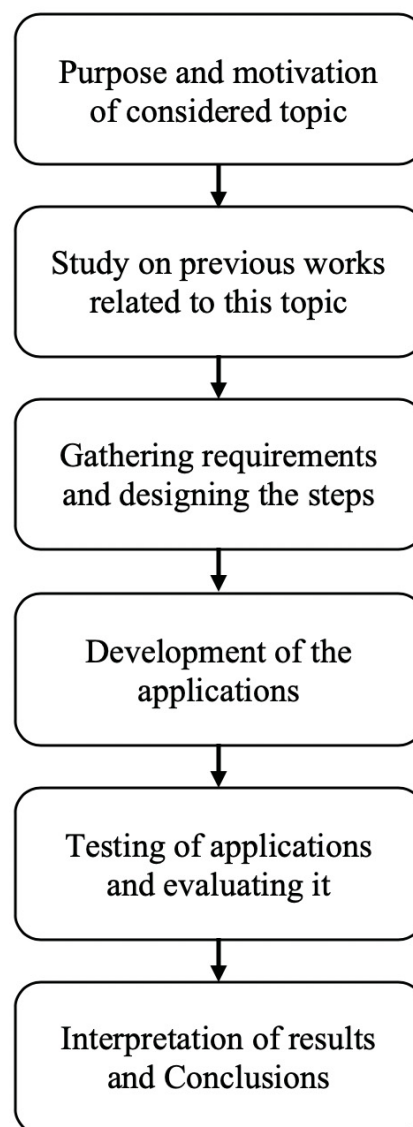 Purpose and motivation
of considered topic
Study on previous works
related to this topic
Gathering requirements
and designing the steps
Development of the
applications
Testing of applications
and evaluating it
Interpretation of results
and Conclusions